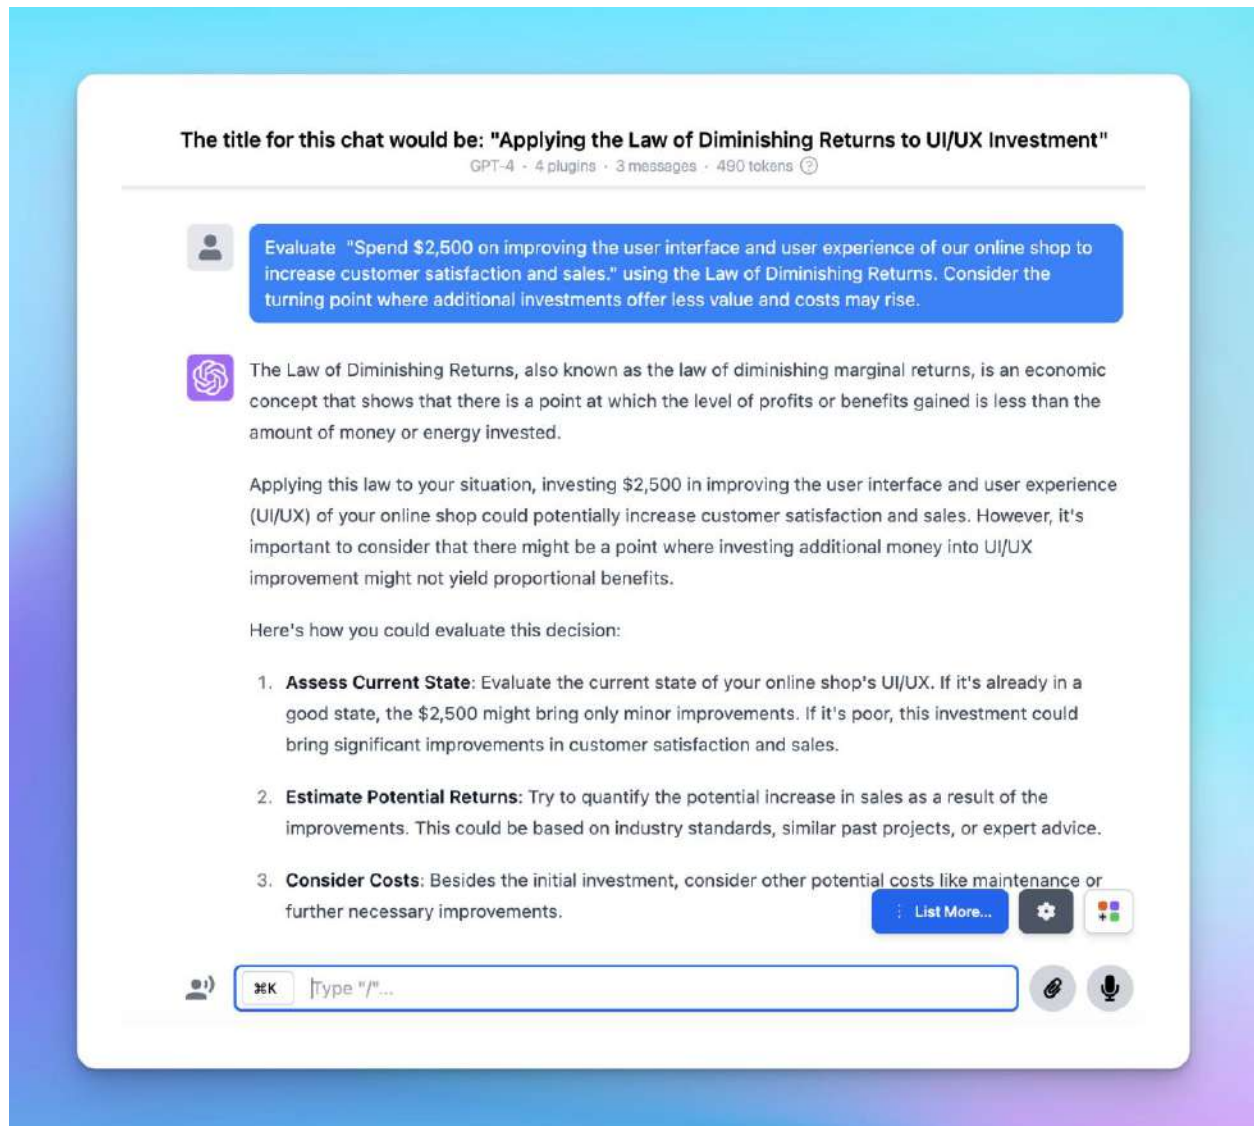 The title for this chat would be: "Applying the Law of Diminishing Returns to UI/UX Investment"
GPT-4 · 4 plugins · 3 messages · 490 tokens ?
Evaluate "Spend $2,500 on improving the user interface and user experience of our online shop to
increase customer satisfaction and sales." using the Law of Diminishing Returns. Consider the
turning point where additional investments offer less value and costs may rise.
The Law of Diminishing Returns, also known as the law of diminishing marginal returns, is an economic
concept that shows that there is a point at which the level of profits or benefits gained is less than the
amount of money or energy invested.
Applying this law to your situation, investing $2,500 in improving the user interface and user experience
(UI/UX) of your online shop could potentially increase customer satisfaction and sales. However, it's
important to consider that there might be a point where investing additional money into UI/UX
improvement might not yield proportional benefits.
Here's how you could evaluate this decision:
1. Assess Current State: Evaluate the current state of your online shop's UI/UX. If it's already in a
good state, the $2,500 might bring only minor improvements. If it's poor, this investment could
bring significant improvements in customer satisfaction and sales.
2. Estimate Potential Returns: Try to quantify the potential increase in sales as a result of the
improvements. This could be based on industry standards, similar past projects, or expert advice.
3. Consider Costs: Besides the initial investment, consider other potential costs like maintenance or
further necessary improvements.
List More...
⌘K Type "/"...